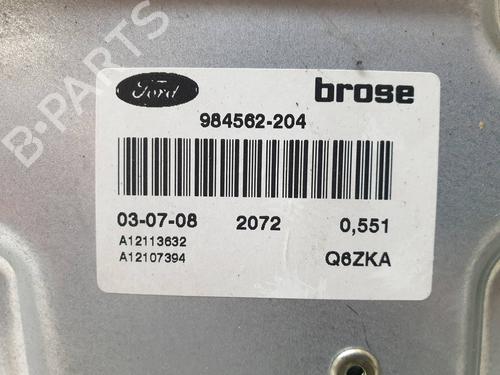 B-PARTS
Ford
brose
984562-204
03-07-08 2072 0,551
A12113632
A12107394 Q6ZKA